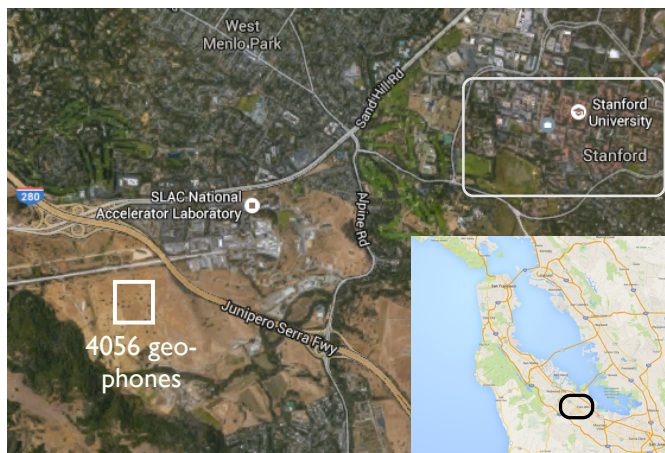 West
Menlo Park
Sand Hill Rd
Stanford
University
Stanford
280
SLAC National
Accelerator Laboratory
Alpine Rd
Junipero Serra Fwy
4056 geo-
phones
San Francisco